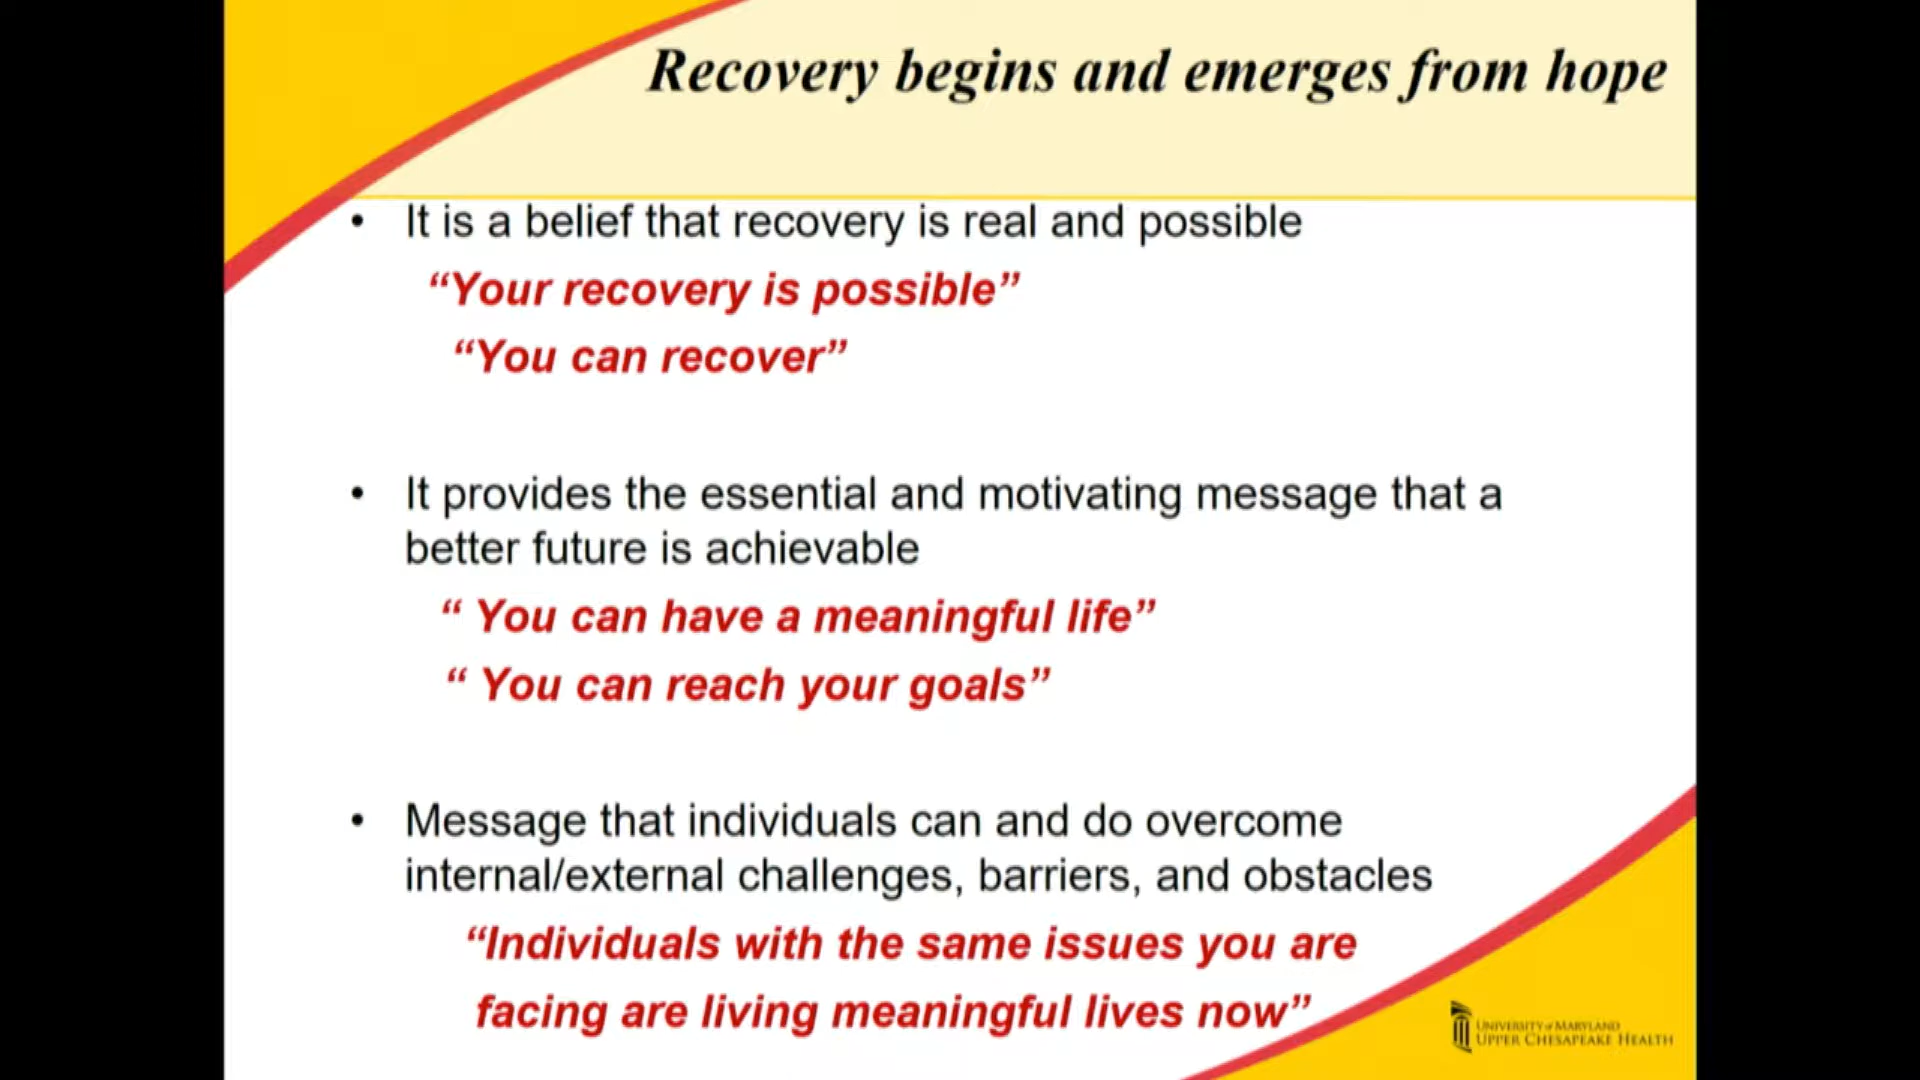 Recovery begins and emerges from hope
• It is a belief that recovery is real and possible
“Your recovery is possible”
“You can recover”
• It provides the essential and motivating message that a
better future is achievable
“ You can have a meaningful life”
“ You can reach your goals”
• Message that individuals can and do overcome
internal/external challenges, barriers, and obstacles
“Individuals with the same issues you are
facing are living meaningful lives now”
UNIVERSITY of MARYLAND
UPPER CHESAPEAKE HEALTH